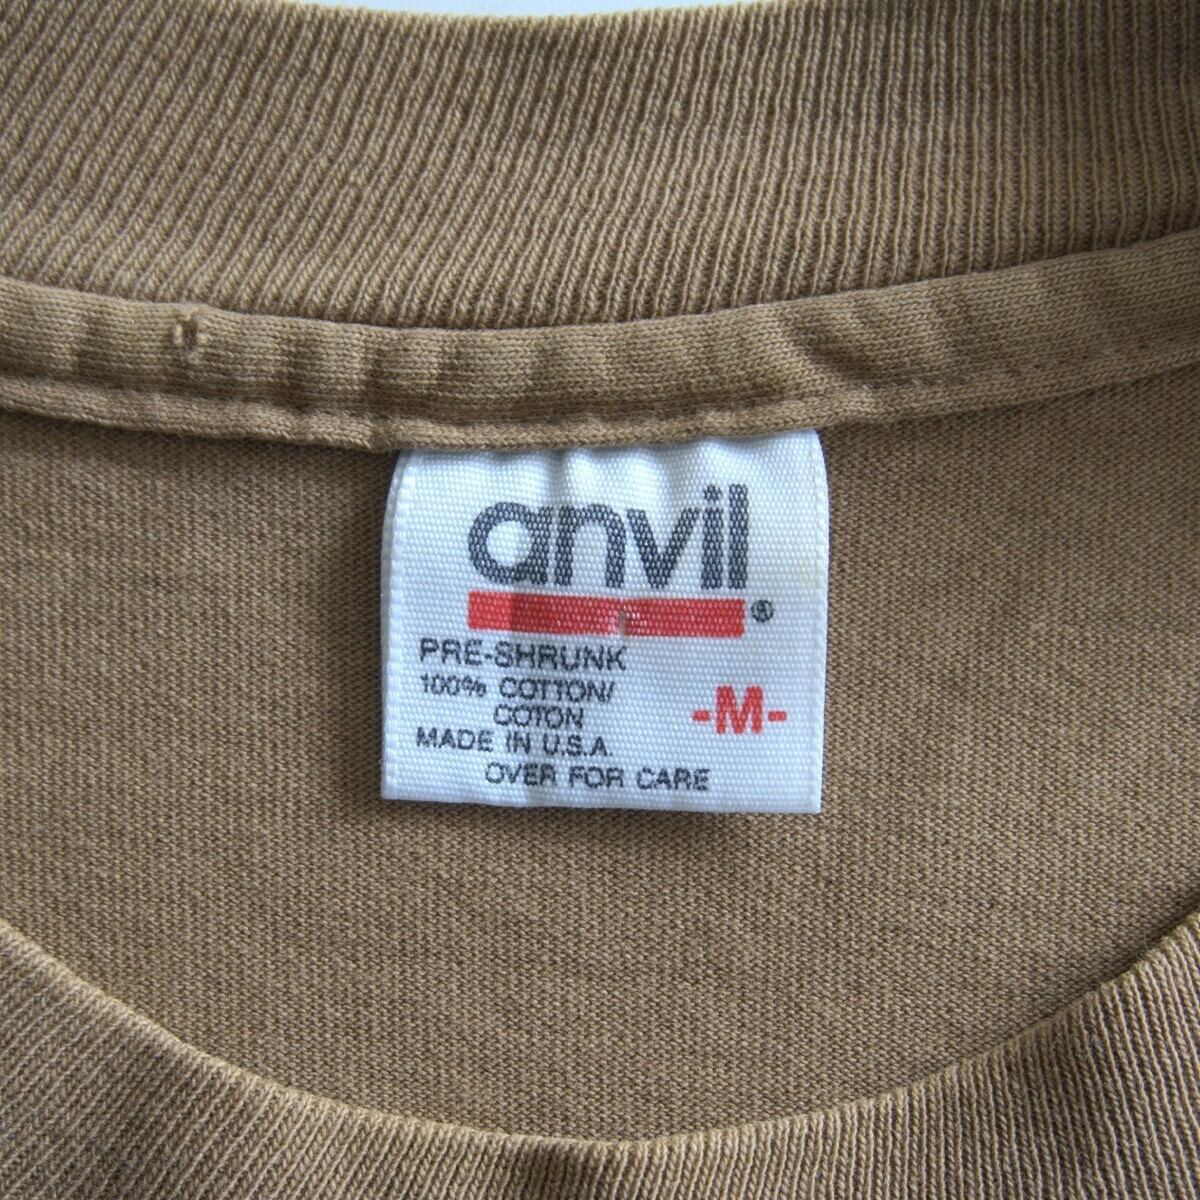 anvil®
PRE-SHRUNK
100% COTTON/
COTON
-M-
MADE IN U.S.A.
OVER FOR CARE